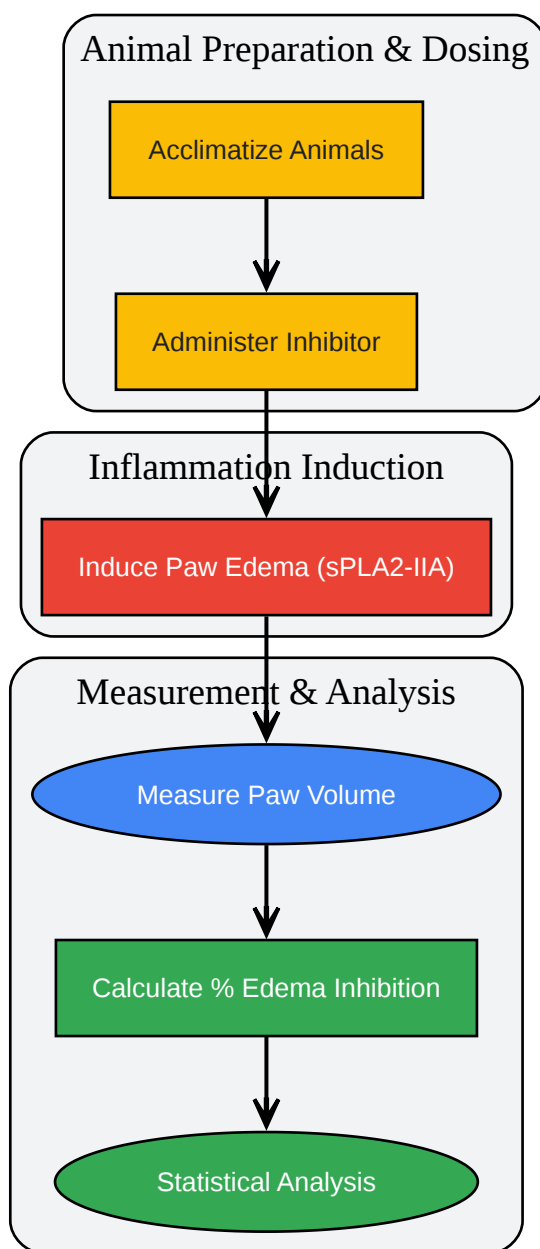 Animal Preparation & Dosing
Acclimatize Animals
Administer Inhibitor
Inflammation Induction
Induce Paw Edema (sPLA2-IIA)
Measurement & Analysis
Measure Paw Volume
Calculate % Edema Inhibition
Statistical Analysis